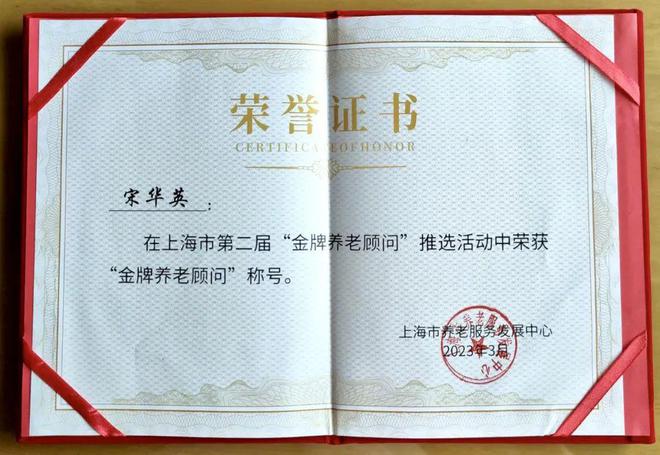 荣誉证书
CERTIFICATEOFHONOR
宋华英：
在上海市第二届“金牌养老顾问”推选活动中荣获
“金牌养老顾问”称号。
上海市养老服务发展中心
2023年3月